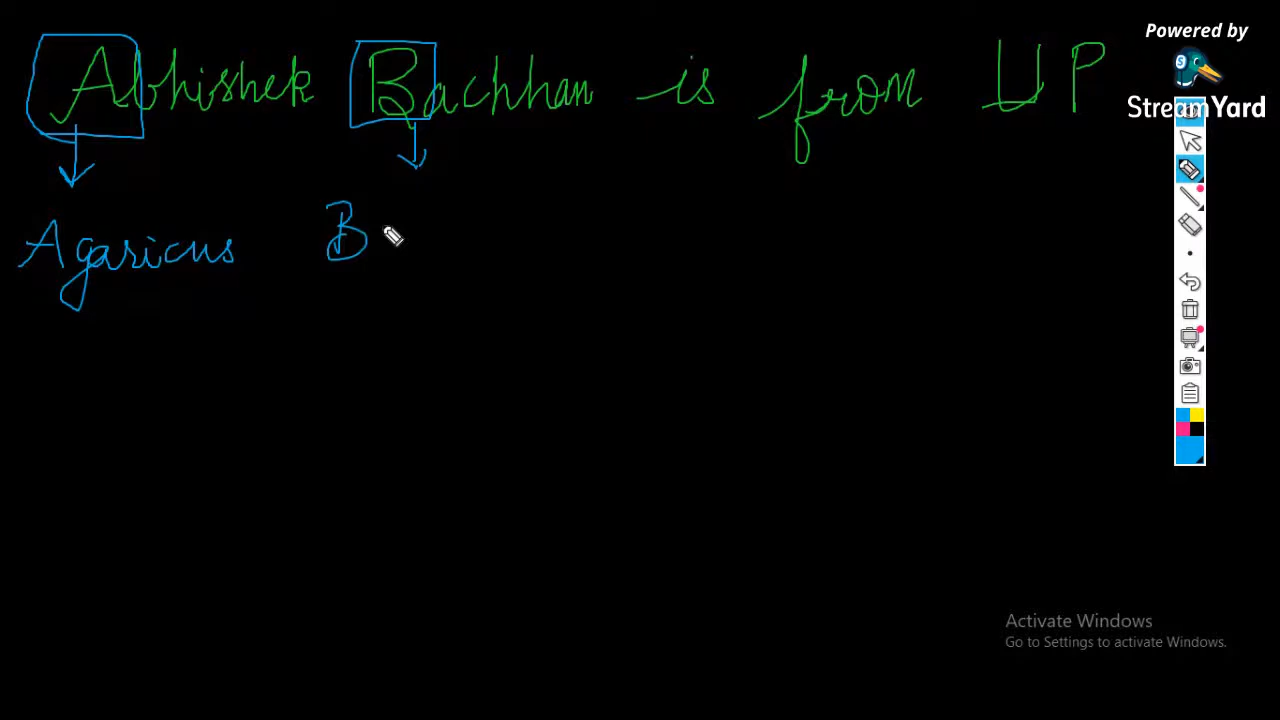 Powered by
Abhishek Bachhan is from UP
StreamYard
Agaricus B
Activate Windows
Go to Settings to activate Windows.